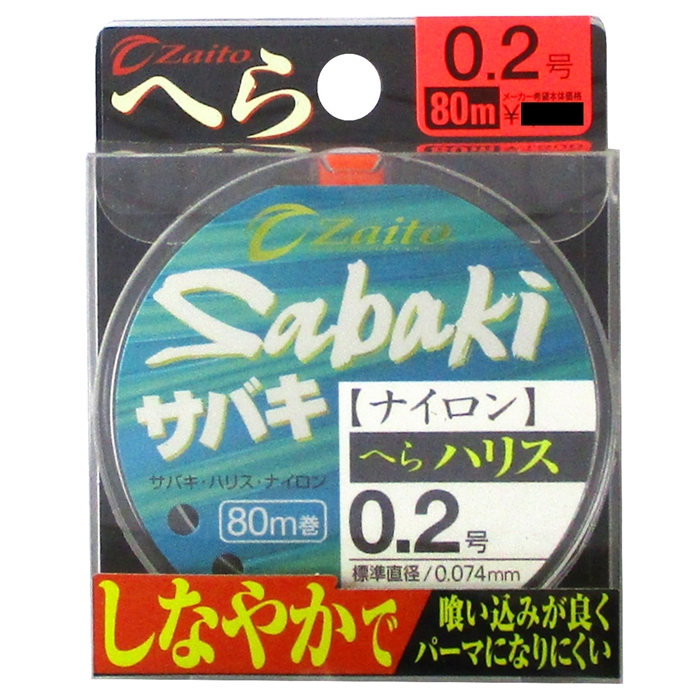 Zaito
へら
0.2号
80m
メーカー希望本体価格
¥
Zaito
Sabaki
サバキ
サバキ・ハリス・ナイロン
80m巻
【ナイロン】
へらハリス
0.2号
標準直径/0.074mm
しなやかで
喰い込みが良く
パーマになりにくい